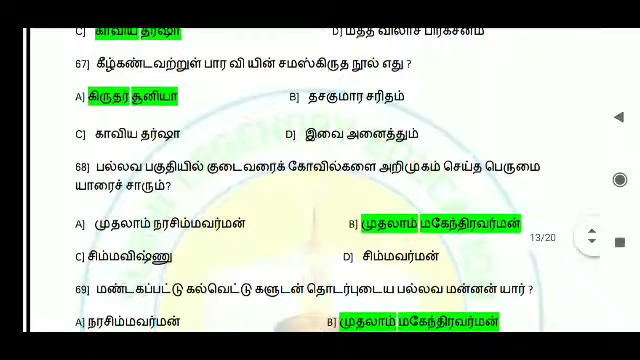 C] காவிய தர்ஷா D] மத்த விலாச பிரகசனம்
67] கீழ்கண்டவற்றுள் பார வி யின் சமஸ்கிருத நூல் எது ?
A] கிருதர் சூனியா B] தசகுமார சரிதம்
C] காவிய தர்ஷா D] இவை அனைத்தும்
68] பல்லவ பகுதியில் குடைவரைக் கோவில்களை அறிமுகம் செய்த பெருமை
யாரைச் சாரும்?
A] முதலாம் நரசிம்மவர்மன் B] முதலாம் மகேந்திரவர்மன்
13/20
C] சிம்மவிஷ்ணு D] சிம்மவர்மன்
69] மண்டகப்பட்டு கல்வெட்டு களுடன் தொடர்புடைய பல்லவ மன்னன் யார் ?
A] நரசிம்மவர்மன் B] முதலாம் மகேந்திரவர்மன்